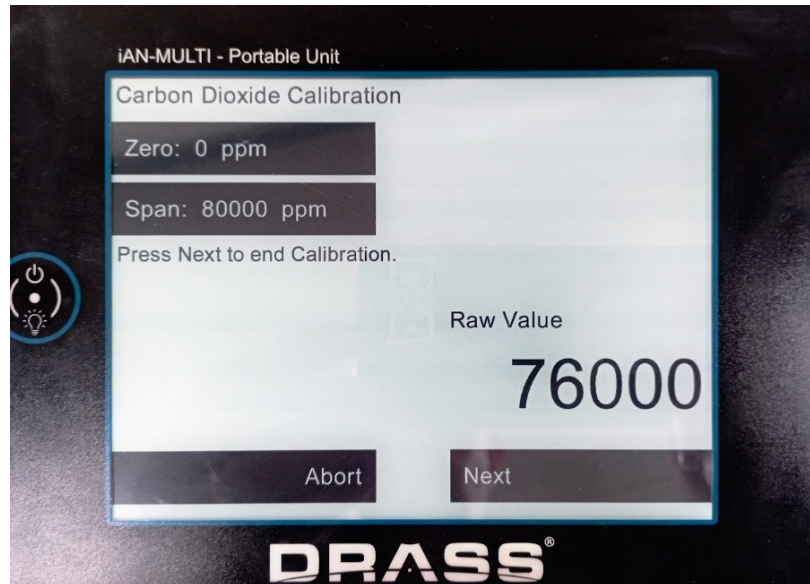 iAN-MULTI - Portable Unit
Carbon Dioxide Calibration
Zero: 0 ppm
Span: 80000 ppm
Press Next to end Calibration.
Raw Value
76000
Abort
Next
DRASS®